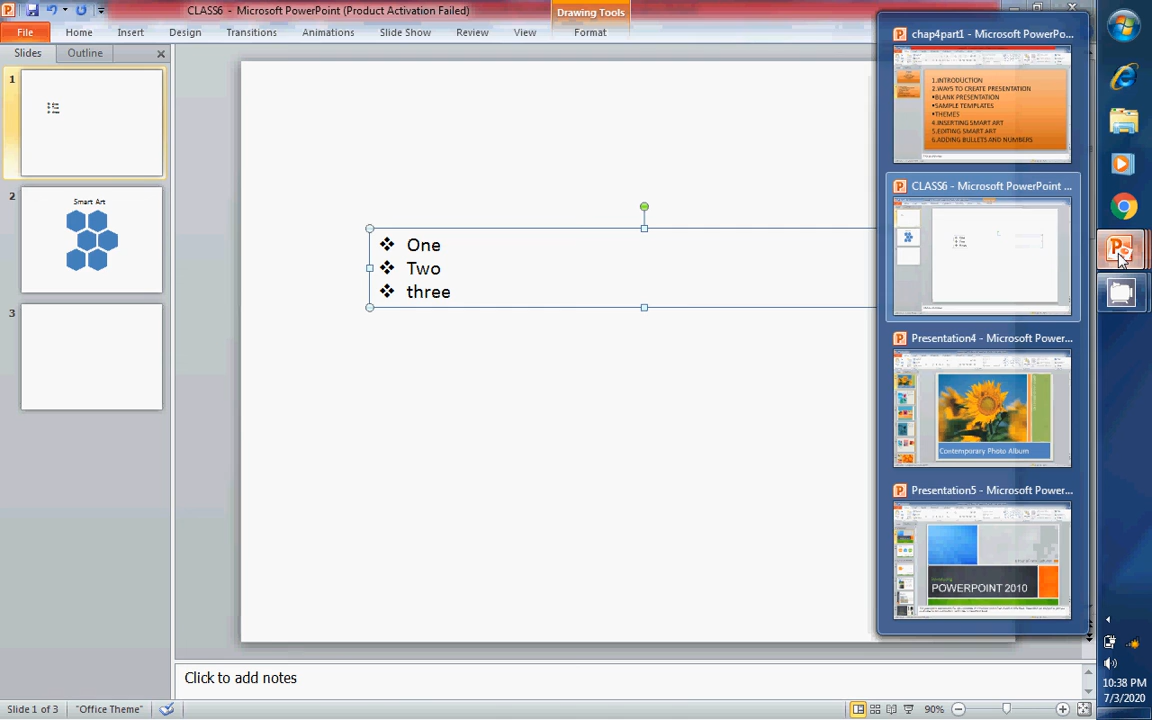 CLASS6 - Microsoft PowerPoint (Product Activation Failed)
Drawing Tools
File Home Insert Design Transitions Animations Slide Show Review View Format
Slides Outline
1
2
Smart Art
3
❖ One
❖ Two
❖ three
chap4part1 - Microsoft PowerPo...
1.INTRODUCTION
2.WAYS TO CREATE PRESENTATION
•BLANK PRESENTATION
•SAMPLE TEMPLATES
•THEMES
4.INSERTING SMART ART
5.EDITING SMART ART
6.ADDING BULLETS AND NUMBERS
CLASS6 - Microsoft PowerPoint ...
Presentation4 - Microsoft Power...
Contemporary Photo Album
Presentation5 - Microsoft Power...
POWERPOINT 2010
Click to add notes
Slide 1 of 3 "Office Theme" 90%
10:38 PM
7/3/2020